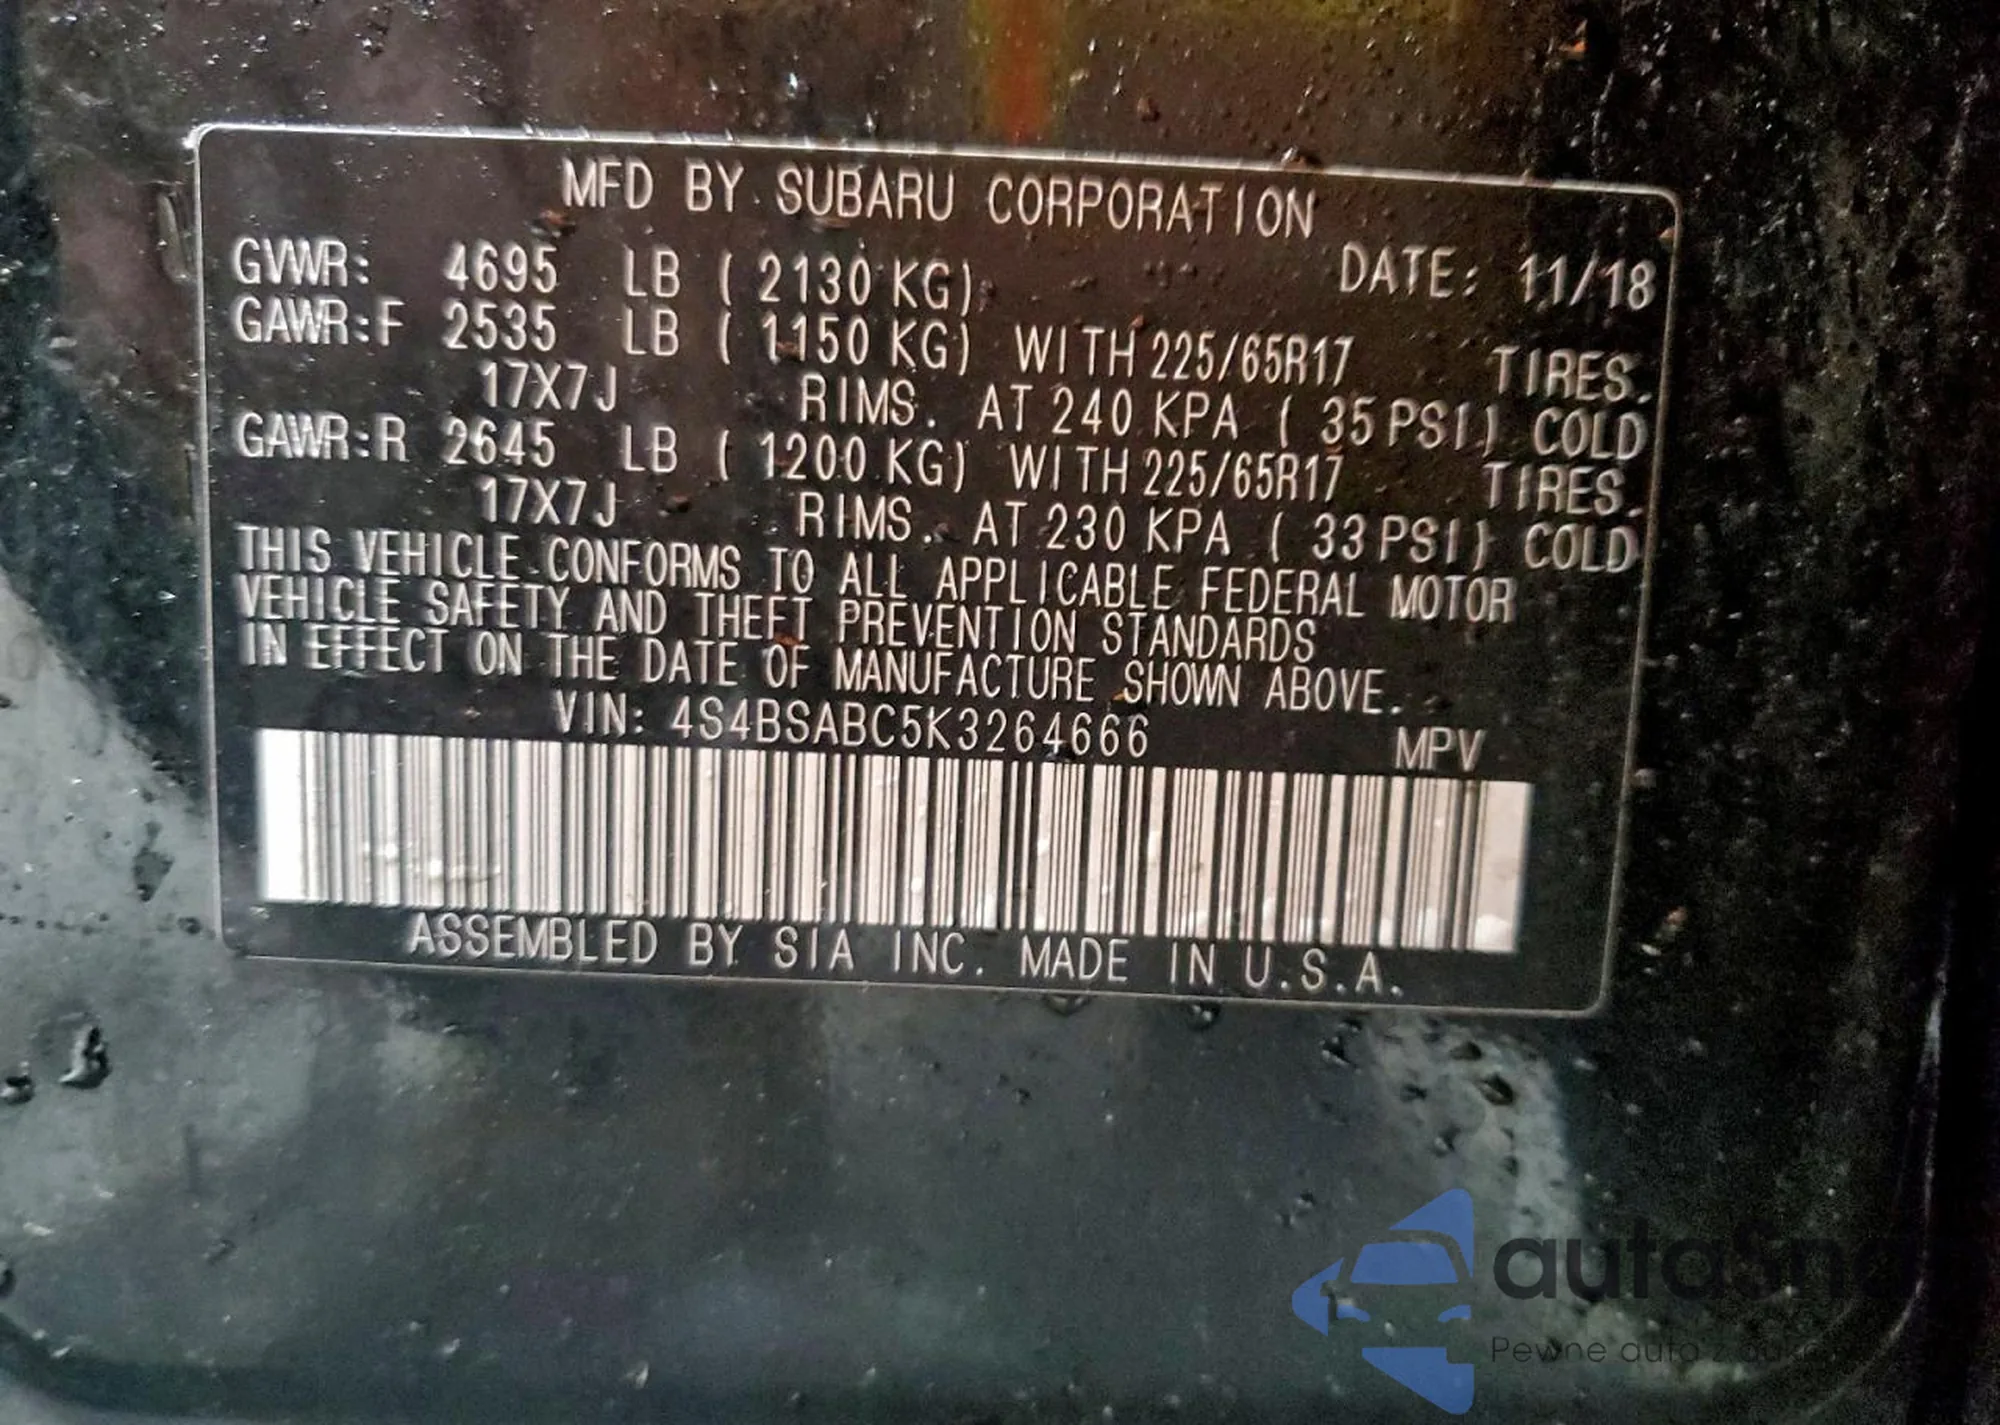 MFD BY SUBARU CORPORATION
GVWR: 4695 LB ( 2130 KG) DATE: 11/18
GAWR:F 2535 LB ( 1150 KG) WITH 225/65R17 TIRES.
17X7J RIMS. AT 240 KPA ( 35 PSI) COLD
GAWR:R 2645 LB ( 1200 KG) WITH 225/65R17 TIRES.
17X7J RIMS. AT 230 KPA ( 33 PSI) COLD
THIS VEHICLE CONFORMS TO ALL APPLICABLE FEDERAL MOTOR
VEHICLE SAFETY AND THEFT PREVENTION STANDARDS
IN EFFECT ON THE DATE OF MANUFACTURE SHOWN ABOVE.
VIN: 4S4BSABC5K3264666 MPV
ASSEMBLED BY SIA INC. MADE IN U.S.A.
Pewne auta z